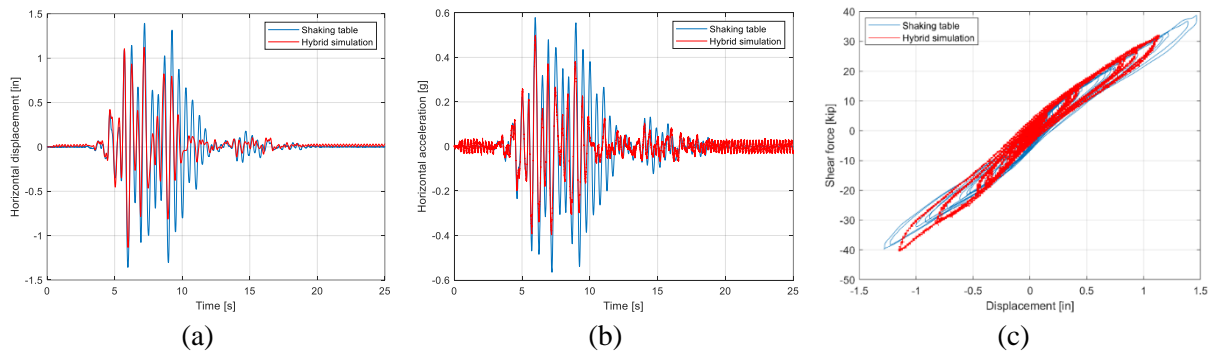 Shaking table
Hybrid simulation
Horizontal displacement [in]
1.5
1
0.5
0
-0.5
-1
-1.5
0 5 10 15 20 25
Time [s]
(a)
Shaking table
Hybrid simulation
Horizontal acceleration [g]
0.6
0.4
0.2
0
-0.2
-0.4
-0.6
0 5 10 15 20 25
Time [s]
(b)
Shaking table
Hybrid simulation
Shear force [kip]
40
30
20
10
0
-10
-20
-30
-40
-50
-1.5 -1 -0.5 0 0.5 1 1.5
Displacement [in]
(c)